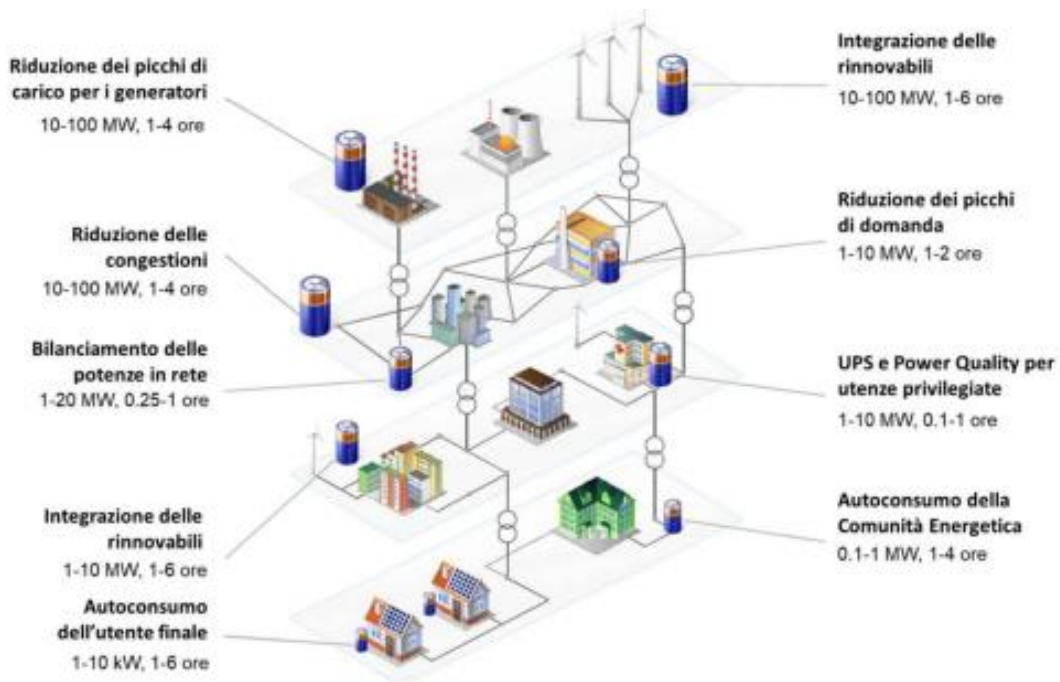 Riduzione dei picchi di
carico per i generatori
10-100 MW, 1-4 ore
Integrazione delle
rinnovabili
10-100 MW, 1-6 ore
Riduzione delle
congestioni
10-100 MW, 1-4 ore
Riduzione dei picchi
di domanda
1-10 MW, 1-2 ore
Bilanciamento delle
potenze in rete
1-20 MW, 0.25-1 ore
UPS e Power Quality per
utenze privilegiate
1-10 MW, 0.1-1 ore
Integrazione delle
rinnovabili
1-10 MW, 1-6 ore
Autoconsumo della
Comunità Energetica
0.1-1 MW, 1-4 ore
Autoconsumo
dell'utente finale
1-10 kW, 1-6 ore